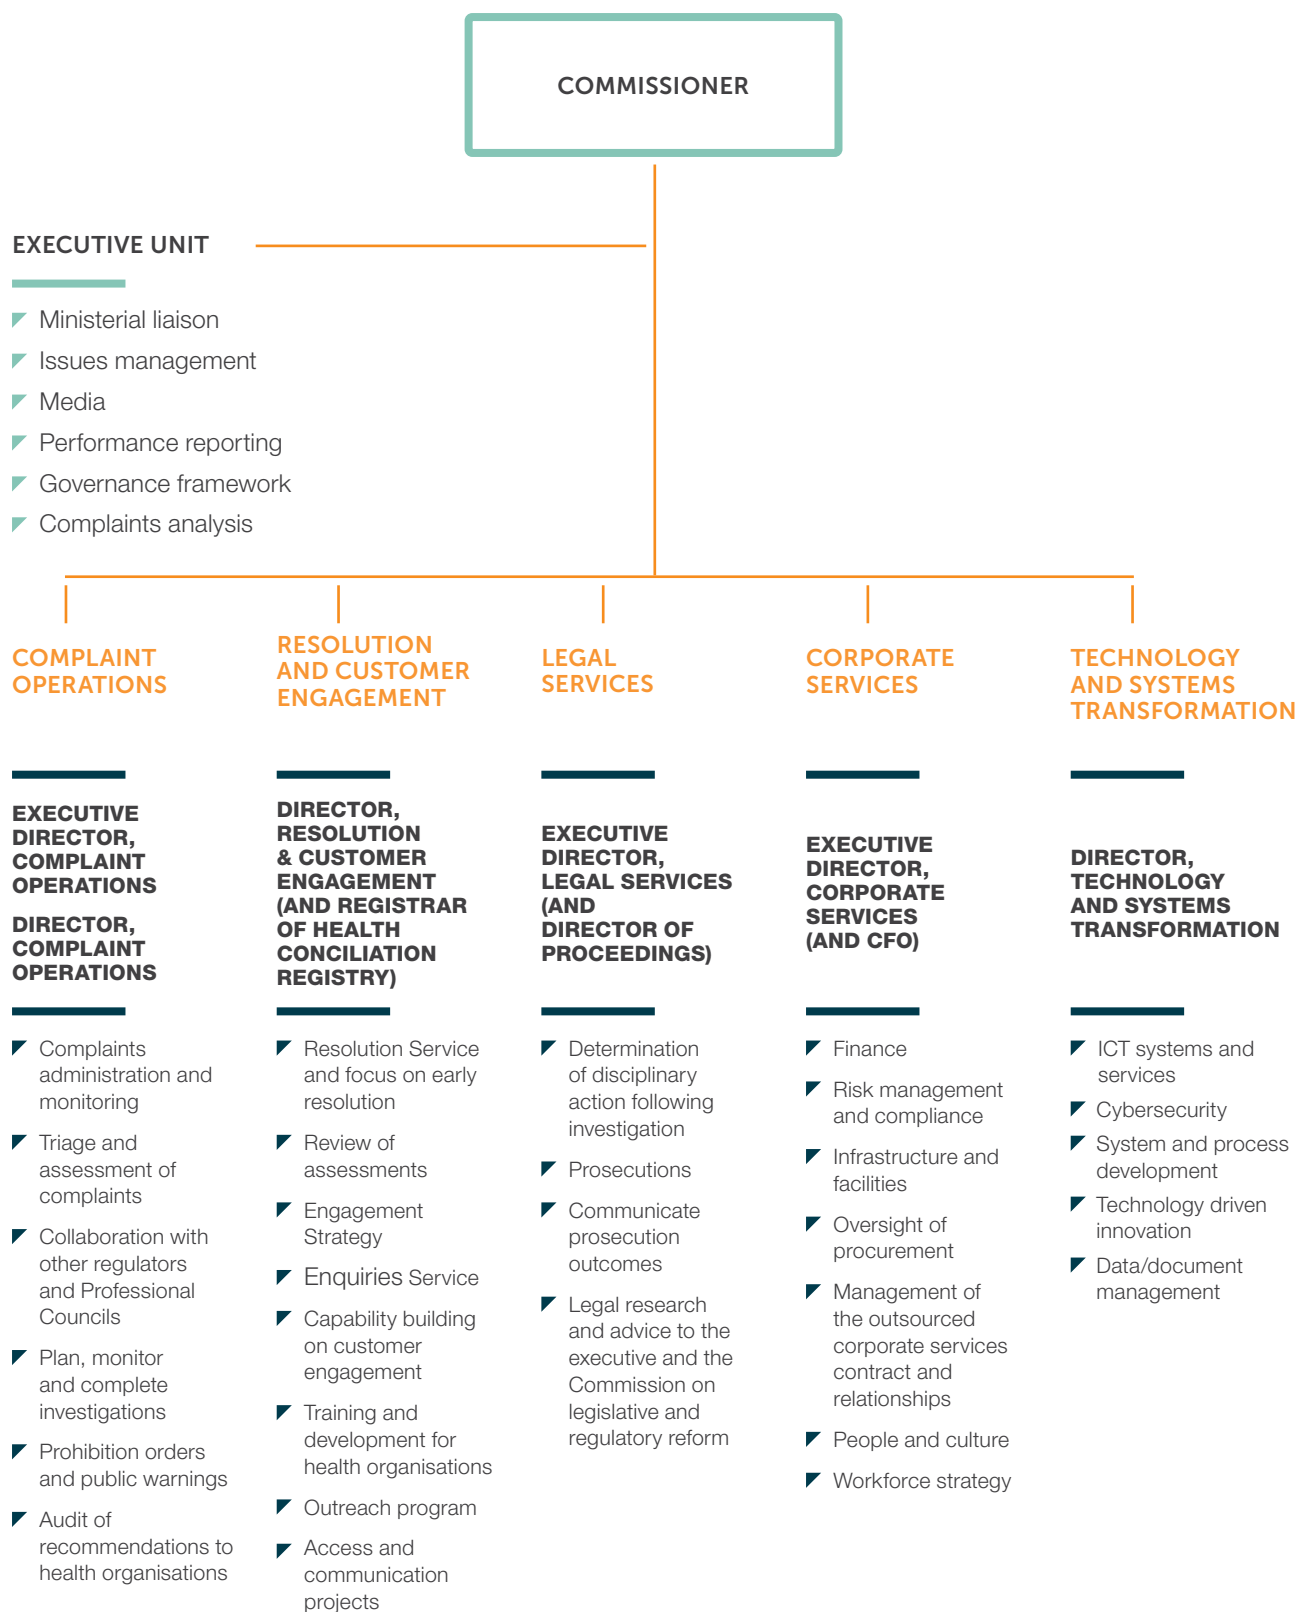 COMMISSIONER
EXECUTIVE UNIT
Ministerial liaison
Issues management
Media
Performance reporting
Governance framework
Complaints analysis
COMPLAINT
OPERATIONS
EXECUTIVE
DIRECTOR,
COMPLAINT
OPERATIONS
DIRECTOR,
COMPLAINT
OPERATIONS
Complaints
administration and
monitoring
Triage and
assessment of
complaints
Collaboration with
other regulators
and Professional
Councils
Plan, monitor
and complete
investigations
Prohibition orders
and public warnings
Audit of
recommendations to
health organisations
RESOLUTION
AND CUSTOMER
ENGAGEMENT
DIRECTOR,
RESOLUTION
& CUSTOMER
ENGAGEMENT
(AND REGISTRAR
OF HEALTH
CONCILIATION
REGISTRY)
Resolution Service
and focus on early
resolution
Review of
assessments
Engagement
Strategy
Enquiries Service
Capability building
on customer
engagement
Training and
development for
health organisations
Outreach program
Access and
communication
projects
LEGAL
SERVICES
EXECUTIVE
DIRECTOR,
LEGAL SERVICES
(AND
DIRECTOR OF
PROCEEDINGS)
Determination
of disciplinary
action following
investigation
Prosecutions
Communicate
prosecution
outcomes
Legal research
and advice to the
executive and the
Commission on
legislative and
regulatory reform
CORPORATE
SERVICES
EXECUTIVE
DIRECTOR,
CORPORATE
SERVICES
(AND CFO)
Finance
Risk management
and compliance
Infrastructure and
facilities
Oversight of
procurement
Management of
the outsourced
corporate services
contract and
relationships
People and culture
Workforce strategy
TECHNOLOGY
AND SYSTEMS
TRANSFORMATION
DIRECTOR,
TECHNOLOGY
AND SYSTEMS
TRANSFORMATION
ICT systems and
services
Cybersecurity
System and process
development
Technology driven
innovation
Data/document
management